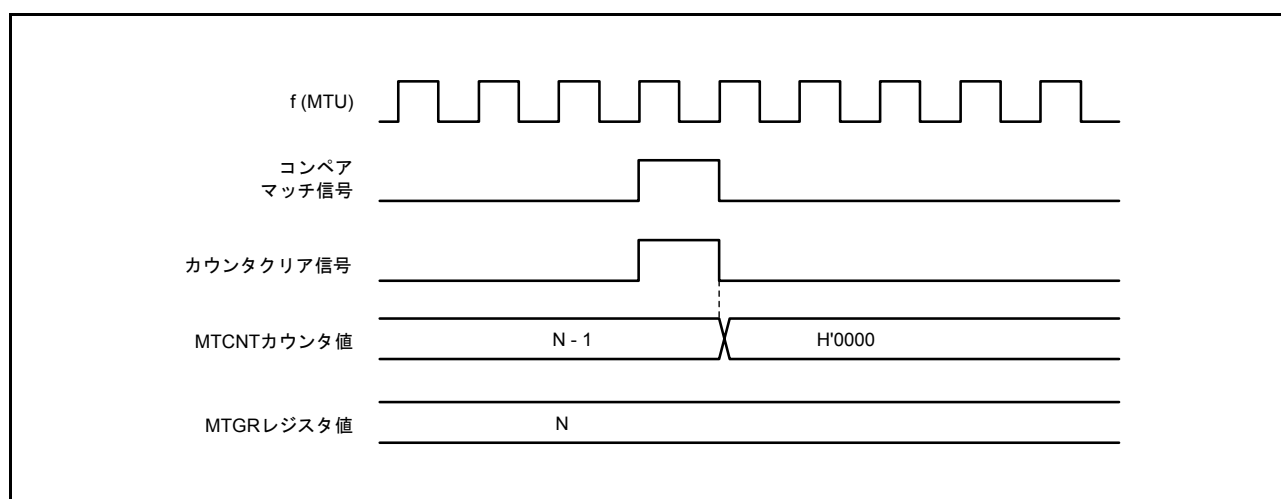 f (MTU)
コンペア
マッチ信号
カウンタクリア信号
MTCNTカウンタ値
N - 1
H'0000
MTGRレジスタ値
N